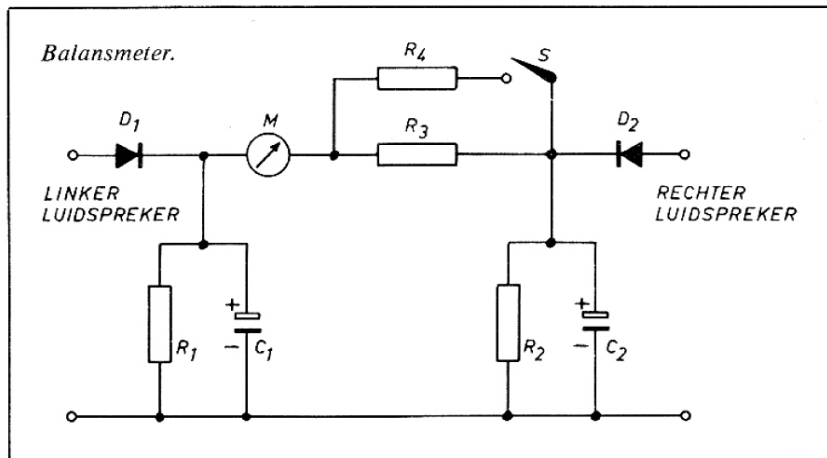 Balansmeter.
R4
S
D1
M
R3
D2
LINKER
LUIDSPREKER
RECHTER
LUIDSPREKER
+
+
R1
−
C1
R2
−
C2